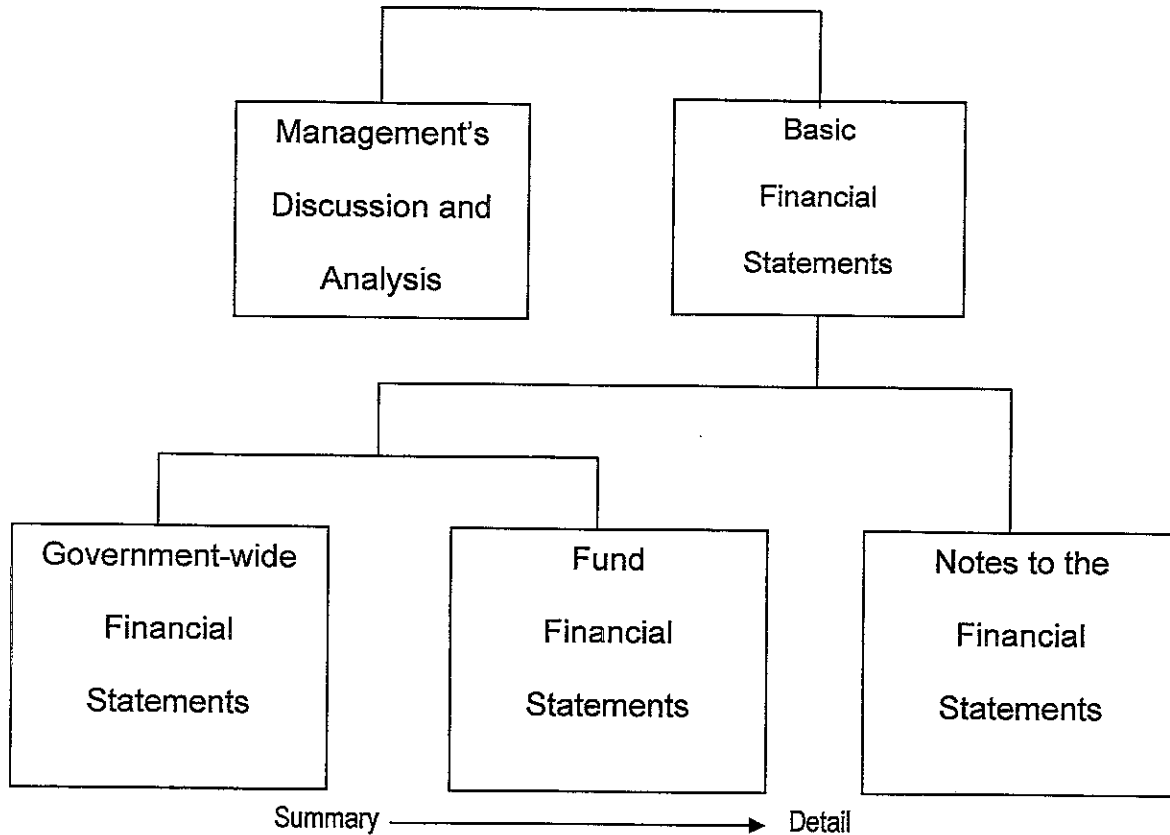 Management's
Discussion and
Analysis
Basic
Financial
Statements
Government-wide
Financial
Statements
Fund
Financial
Statements
Notes to the
Financial
Statements
Summary
Detail